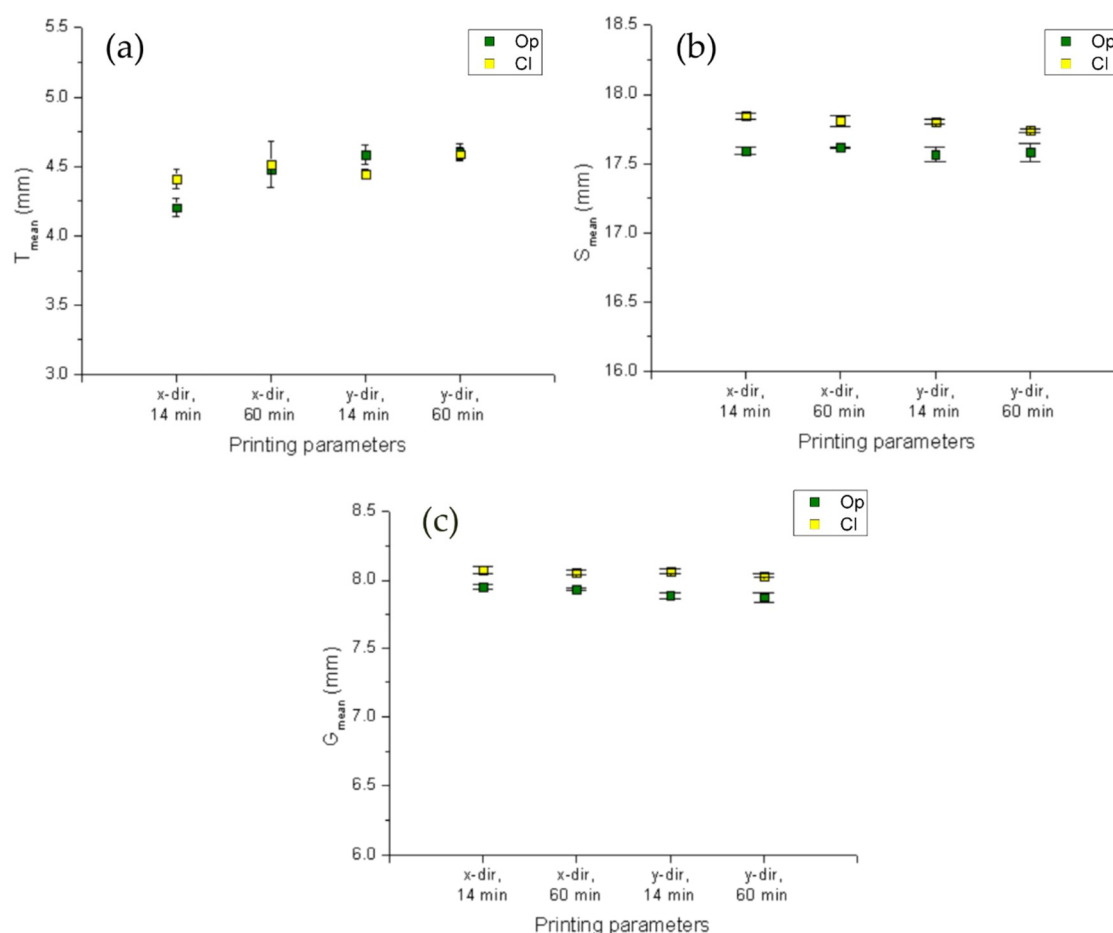 (a)
Op
Cl
5.5
5.0
4.5
4.0
3.5
3.0
T mean (mm)
x-dir, 14 min
x-dir, 60 min
y-dir, 14 min
y-dir, 60 min
Printing parameters
(b)
Op
Cl
18.5
18.0
17.5
17.0
16.5
16.0
S mean (mm)
x-dir, 14 min
x-dir, 60 min
y-dir, 14 min
y-dir, 60 min
Printing parameters
(c)
Op
Cl
8.5
8.0
7.5
7.0
6.5
6.0
G mean (mm)
x-dir, 14 min
x-dir, 60 min
y-dir, 14 min
y-dir, 60 min
Printing parameters